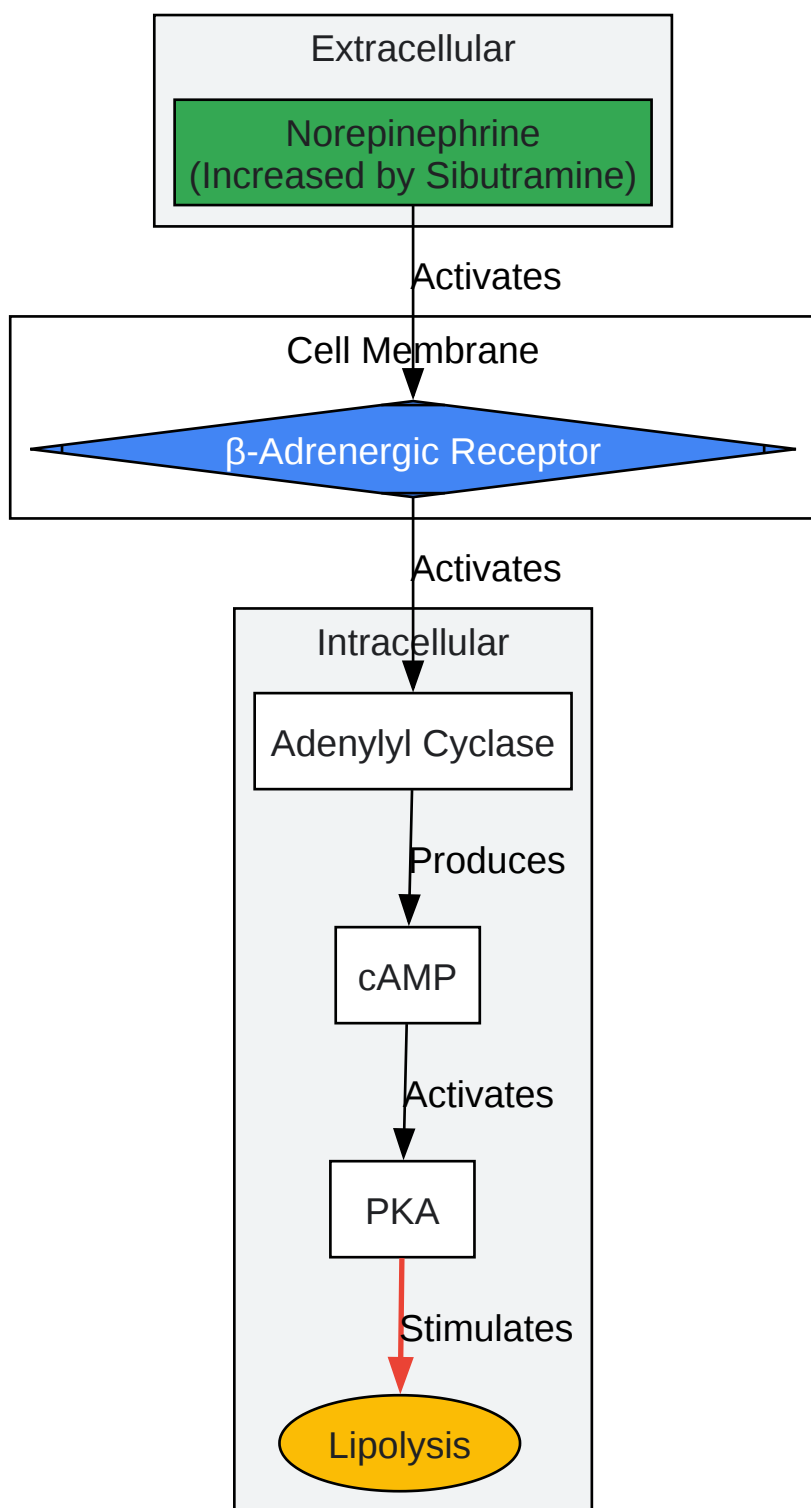 Extracellular
Norepinephrine
(Increased by Sibutramine)
Activates
Cell Membrane
β-Adrenergic Receptor
Activates
Intracellular
Adenylyl Cyclase
Produces
cAMP
Activates
PKA
Stimulates
Lipolysis